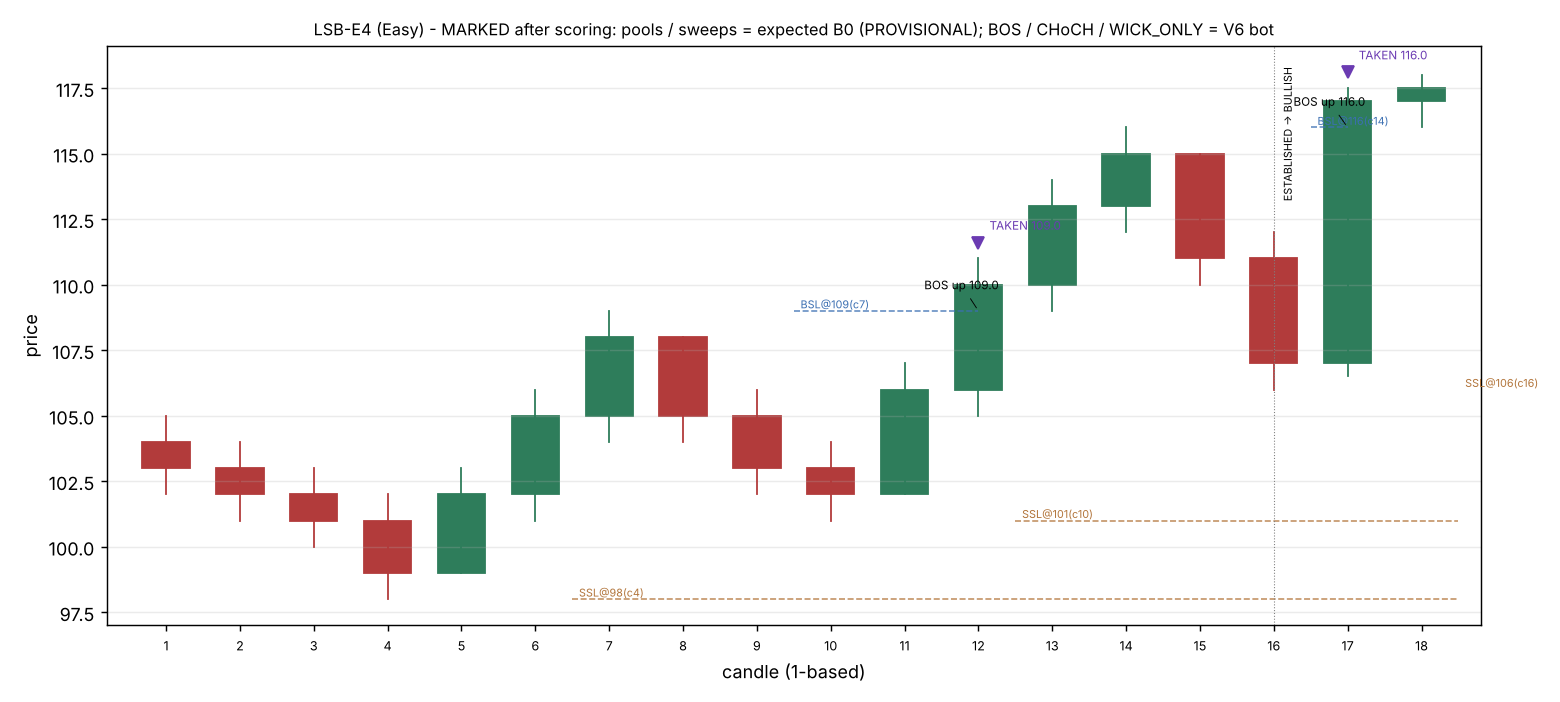 LSB-E4 (Easy) - MARKED after scoring: pools / sweeps = expected B0 (PROVISIONAL); BOS / CHoCH / WICK_ONLY = V6 bot
TAKEN 116.0
BOS up 116.0
ESTABLISHED → BULLISH
TAKEN 109.0
BOS up 109.0
BSL@109(c7)
SSL@106(c16)
SSL@101(c10)
SSL@98(c4)
price
117.5
115.0
112.5
110.0
107.5
105.0
102.5
100.0
97.5
1 2 3 4 5 6 7 8 9 10 11 12 13 14 15 16 17 18
candle (1-based)